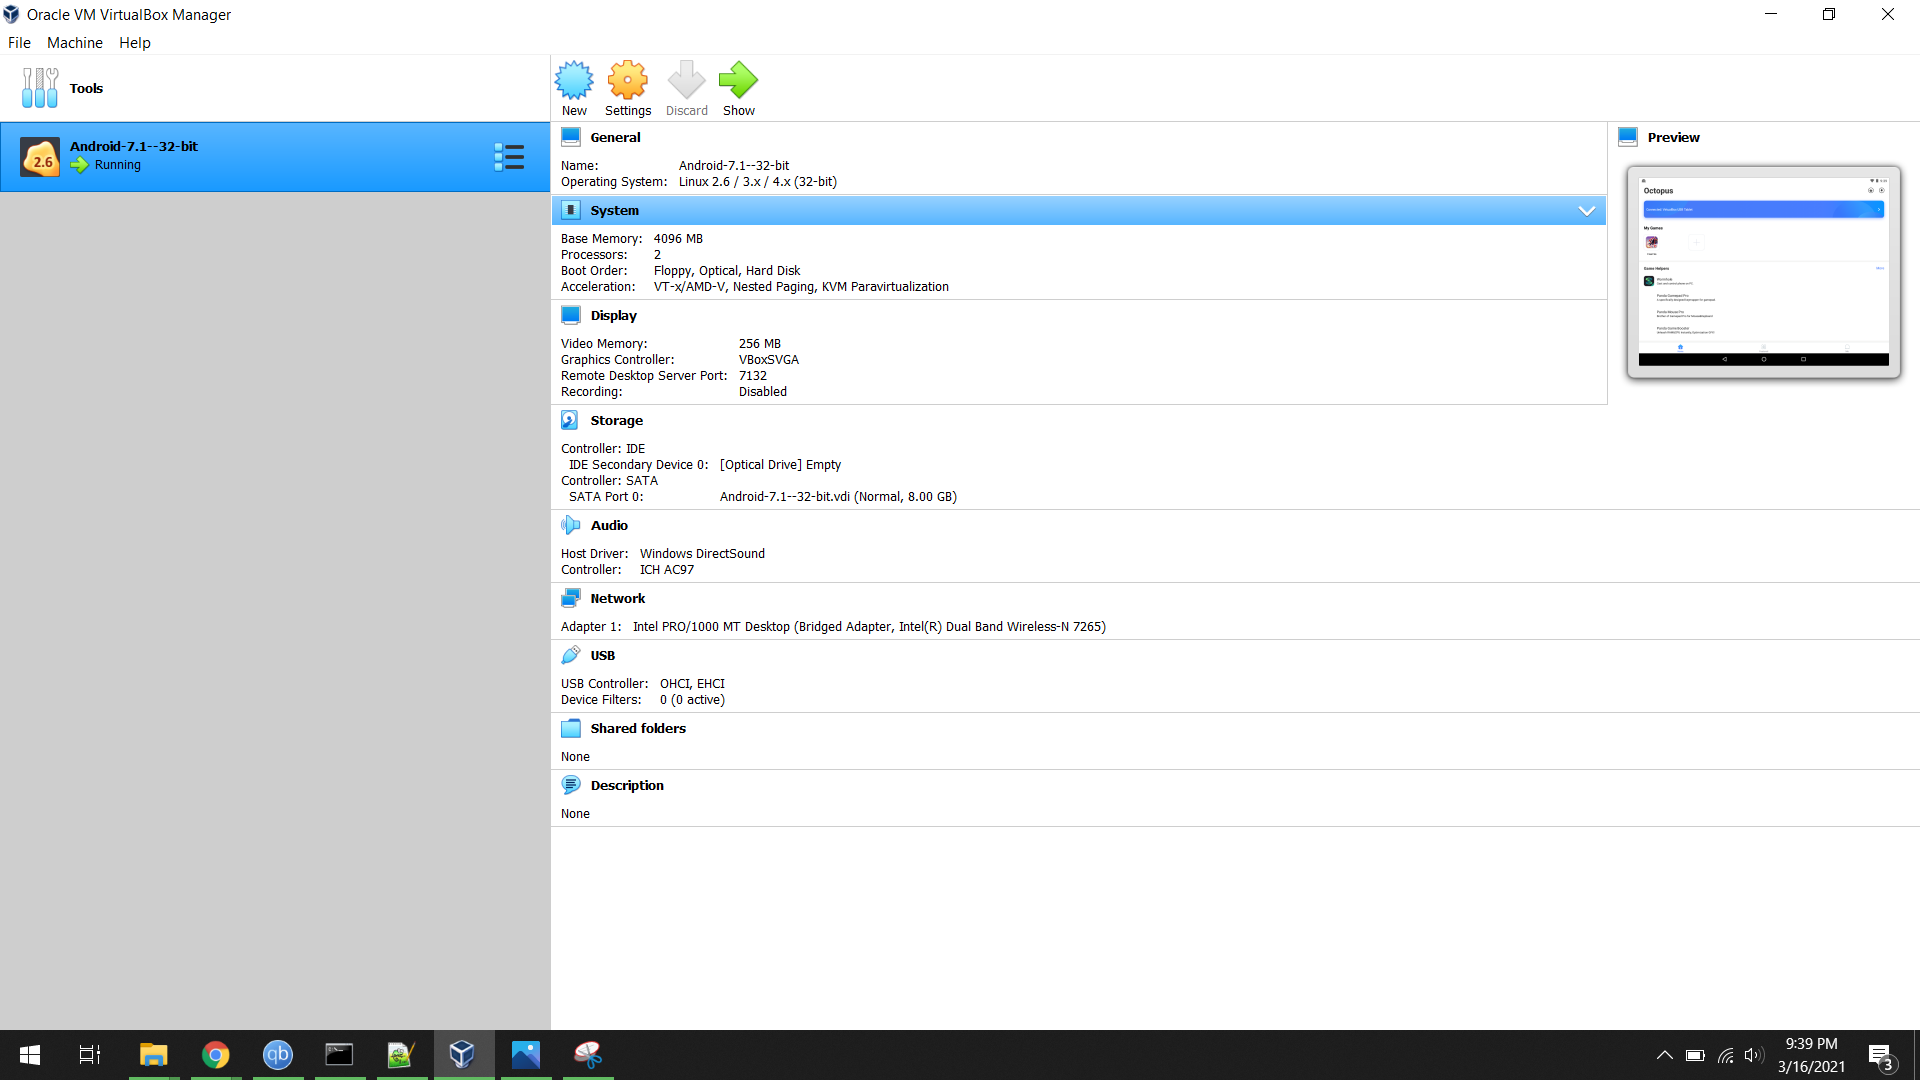 Oracle VM VirtualBox Manager
File Machine Help
Tools
New Settings Discard Show
2.6
Android-7.1--32-bit
Running
General
Name: Android-7.1--32-bit
Operating System: Linux 2.6 / 3.x / 4.x (32-bit)
System
Base Memory: 4096 MB
Processors: 2
Boot Order: Floppy, Optical, Hard Disk
Acceleration: VT-x/AMD-V, Nested Paging, KVM Paravirtualization
Display
Video Memory: 256 MB
Graphics Controller: VBoxSVGA
Remote Desktop Server Port: 7132
Recording: Disabled
Storage
Controller: IDE
IDE Secondary Device 0: [Optical Drive] Empty
Controller: SATA
SATA Port 0: Android-7.1--32-bit.vdi (Normal, 8.00 GB)
Audio
Host Driver: Windows DirectSound
Controller: ICH AC97
Network
Adapter 1: Intel PRO/1000 MT Desktop (Bridged Adapter, Intel(R) Dual Band Wireless-N 7265)
USB
USB Controller: OHCI, EHCI
Device Filters: 0 (0 active)
Shared folders
None
Description
None
Preview
Octopus
My Games
Game Helpers
qb
9:39 PM
3/16/2021
3